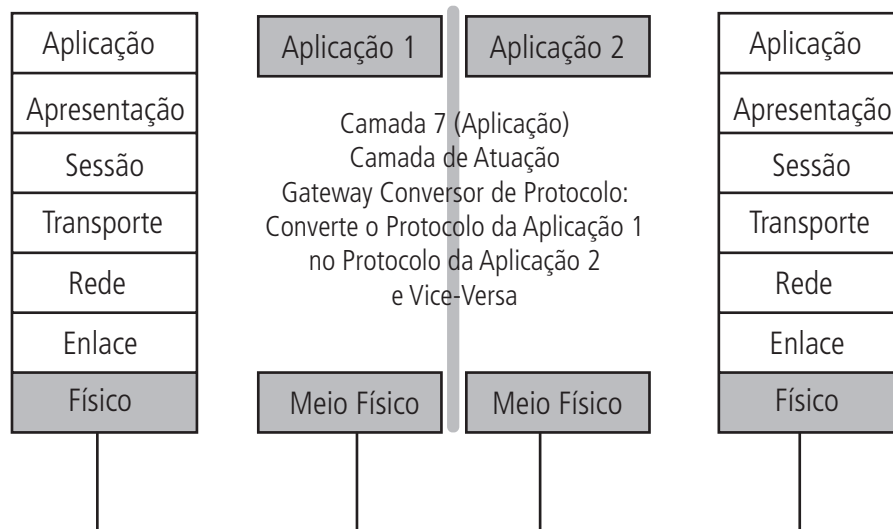 Aplicação
Apresentação
Sessão
Transporte
Rede
Enlace
Físico
Aplicação 1
Aplicação 2
Camada 7 (Aplicação)
Camada de Atuação
Gateway Conversor de Protocolo:
Converte o Protocolo da Aplicação 1
no Protocolo da Aplicação 2
e Vice-Versa
Meio Físico
Meio Físico
Aplicação
Apresentação
Sessão
Transporte
Rede
Enlace
Físico